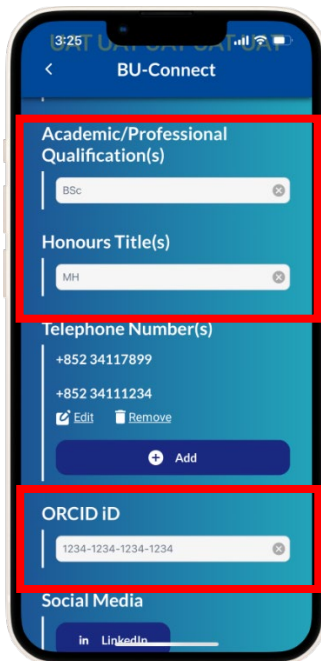 UAT UAT UAT UAT UAT
3:25
BU-Connect
Academic/Professional
Qualification(s)
BSc
Honours Title(s)
MH
Telephone Number(s)
+852 34117899
+852 34111234
Edit Remove
Add
ORCID iD
1234-1234-1234-1234
Social Media
in LinkedIn